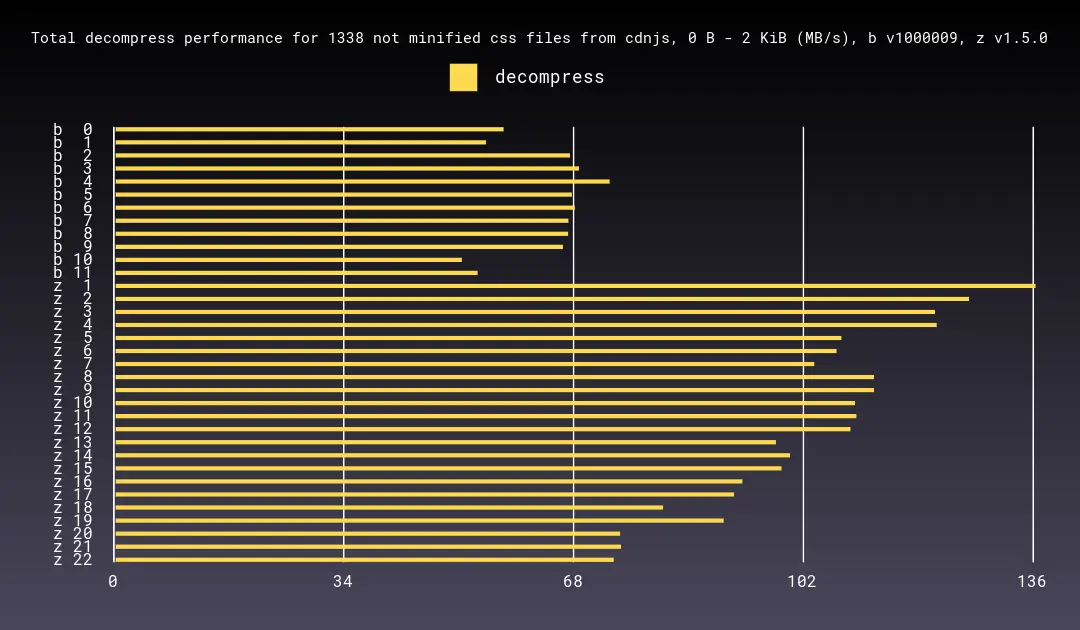 Total decompress performance for 1338 not minified css files from cdnjs, 0 B - 2 KiB (MB/s), b v1000009, z v1.5.0
decompress
b 0
b 1
b 2
b 3
b 4
b 5
b 6
b 7
b 8
b 9
b 10
b 11
z 1
z 2
z 3
z 4
z 5
z 6
z 7
z 8
z 9
z 10
z 11
z 12
z 13
z 14
z 15
z 16
z 17
z 18
z 19
z 20
z 21
z 22
0 34 68 102 136